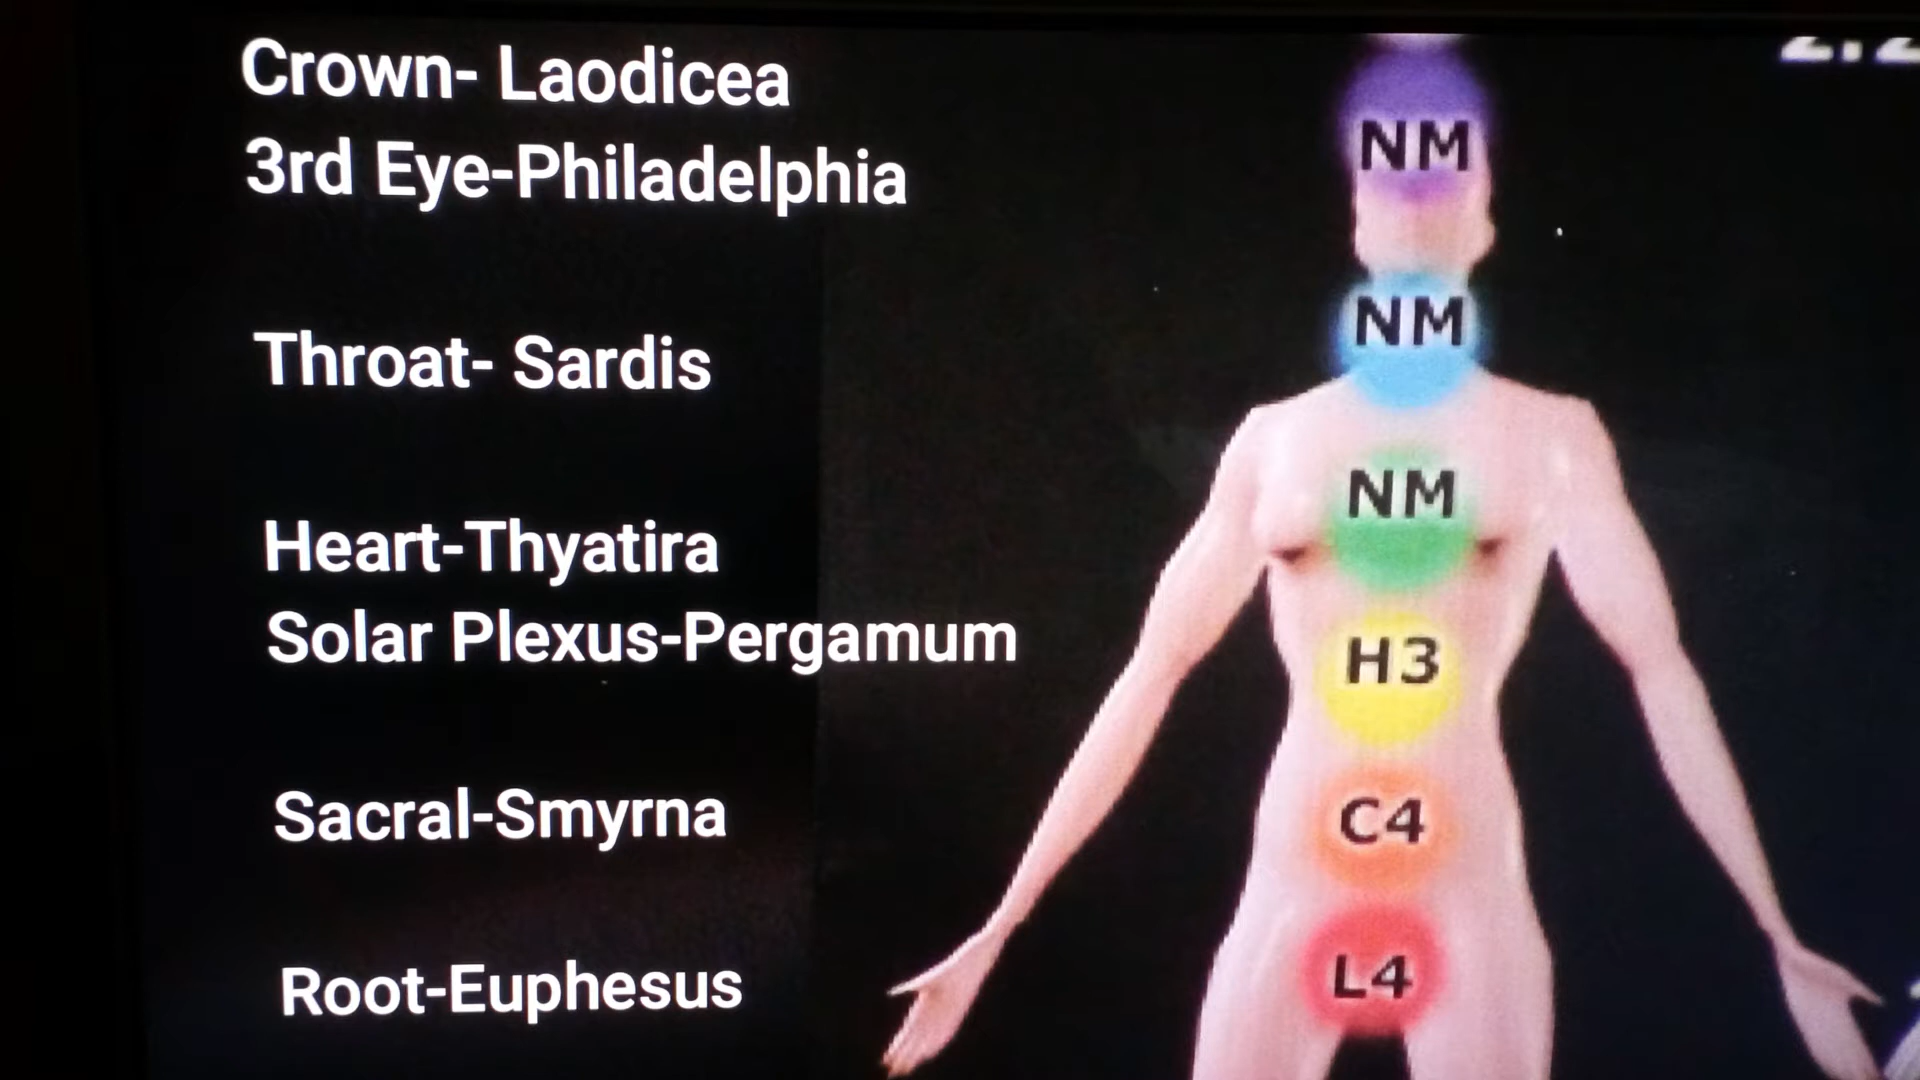 Crown- Laodicea
3rd Eye-Philadelphia
NM
Throat- Sardis
NM
Heart-Thyatira
NM
Solar Plexus-Pergamum
H3
Sacral-Smyrna
C4
Root-Euphesus
L4